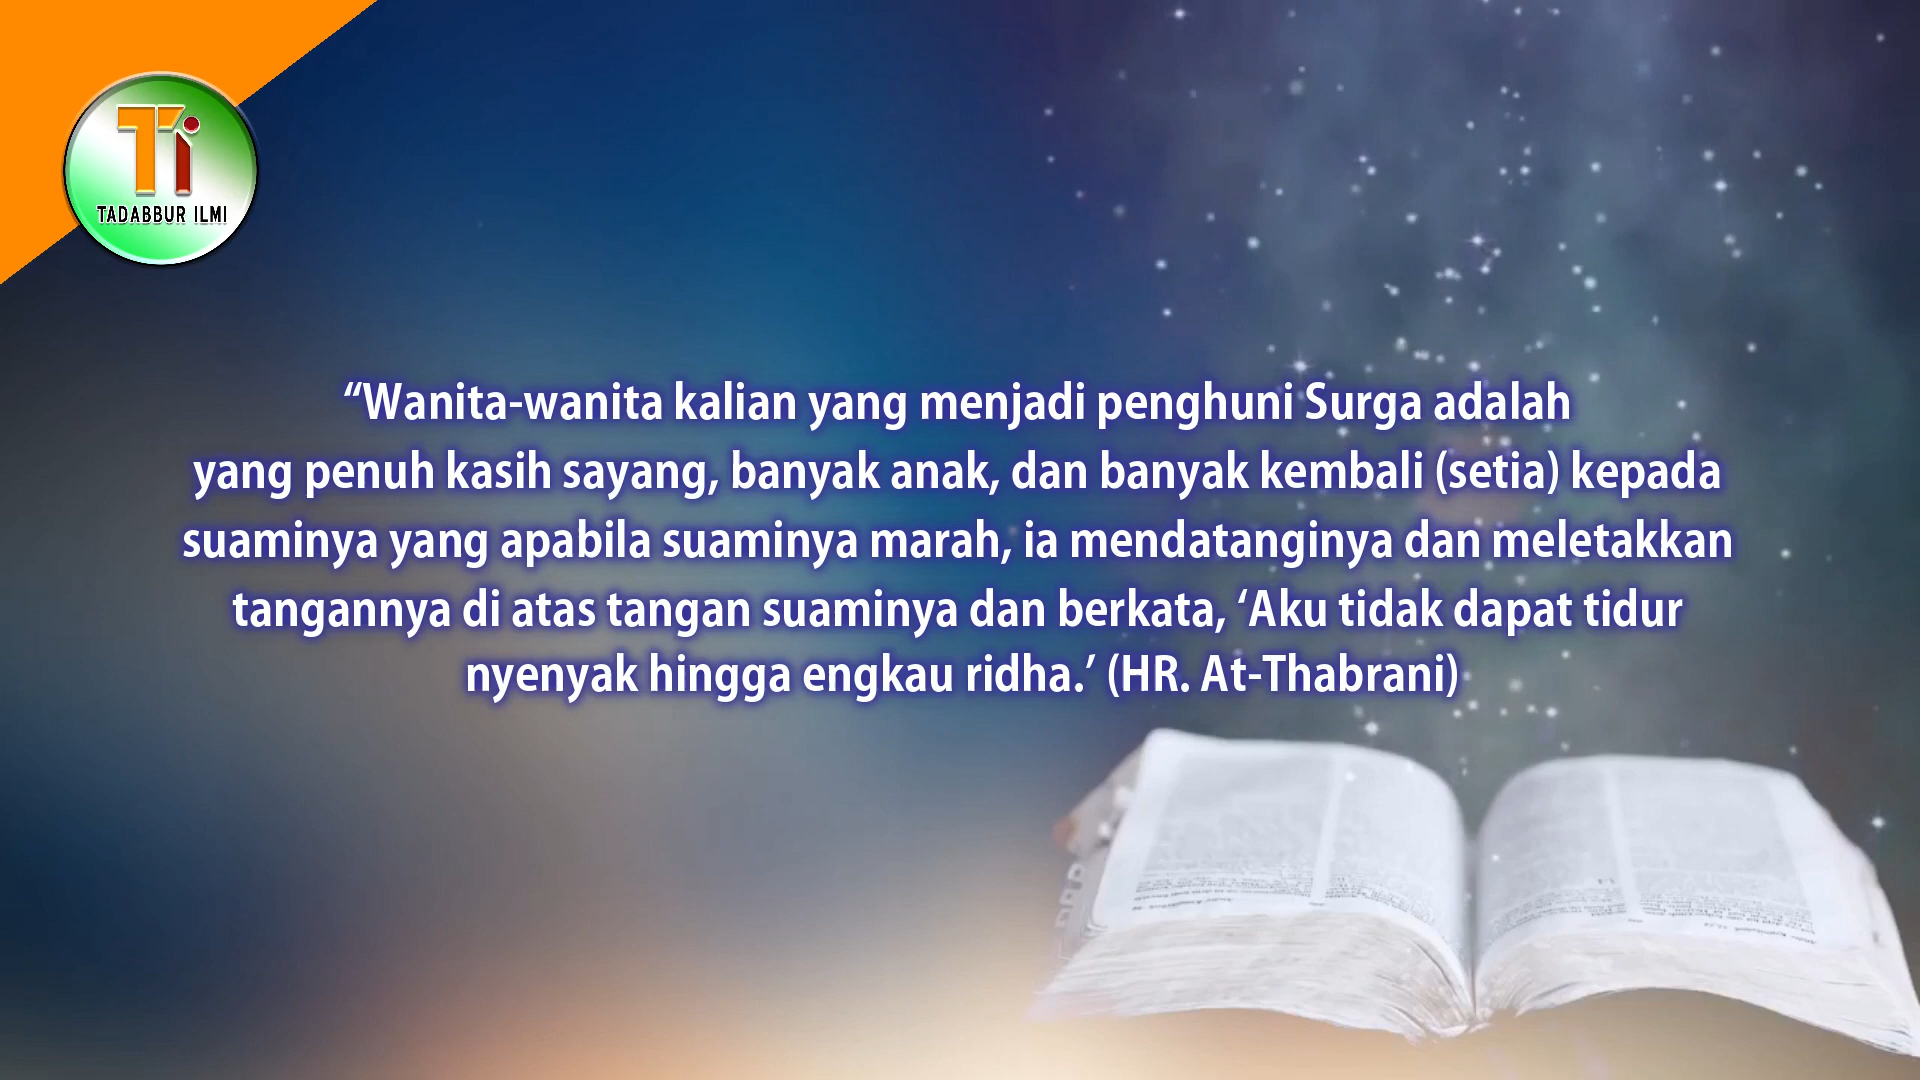 Ti
TADABBUR ILMI
“Wanita-wanita kalian yang menjadi penghuni Surga adalah
yang penuh kasih sayang, banyak anak, dan banyak kembali (setia) kepada
suaminya yang apabila suaminya marah, ia mendatanginya dan meletakkan
tangannya di atas tangan suaminya dan berkata, ‘Aku tidak dapat tidur
nyenyak hingga engkau ridha.’ (HR. At-Thabrani)